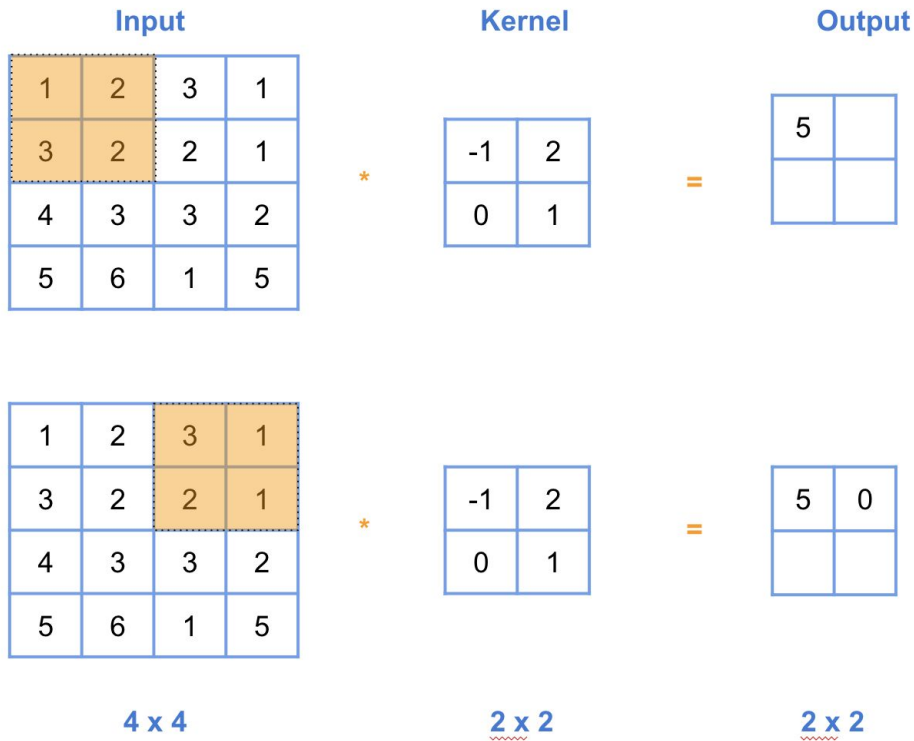 Input Kernel Output
1 2 3 1
5
3 2 2 1
-1 2
*
=
4 3 3 2
0 1
5 6 1 5
1 2 3 1
3 2 2 1
-1 2
5 0
*
=
4 3 3 2
0 1
5 6 1 5
4 x 4 2 x 2 2 x 2